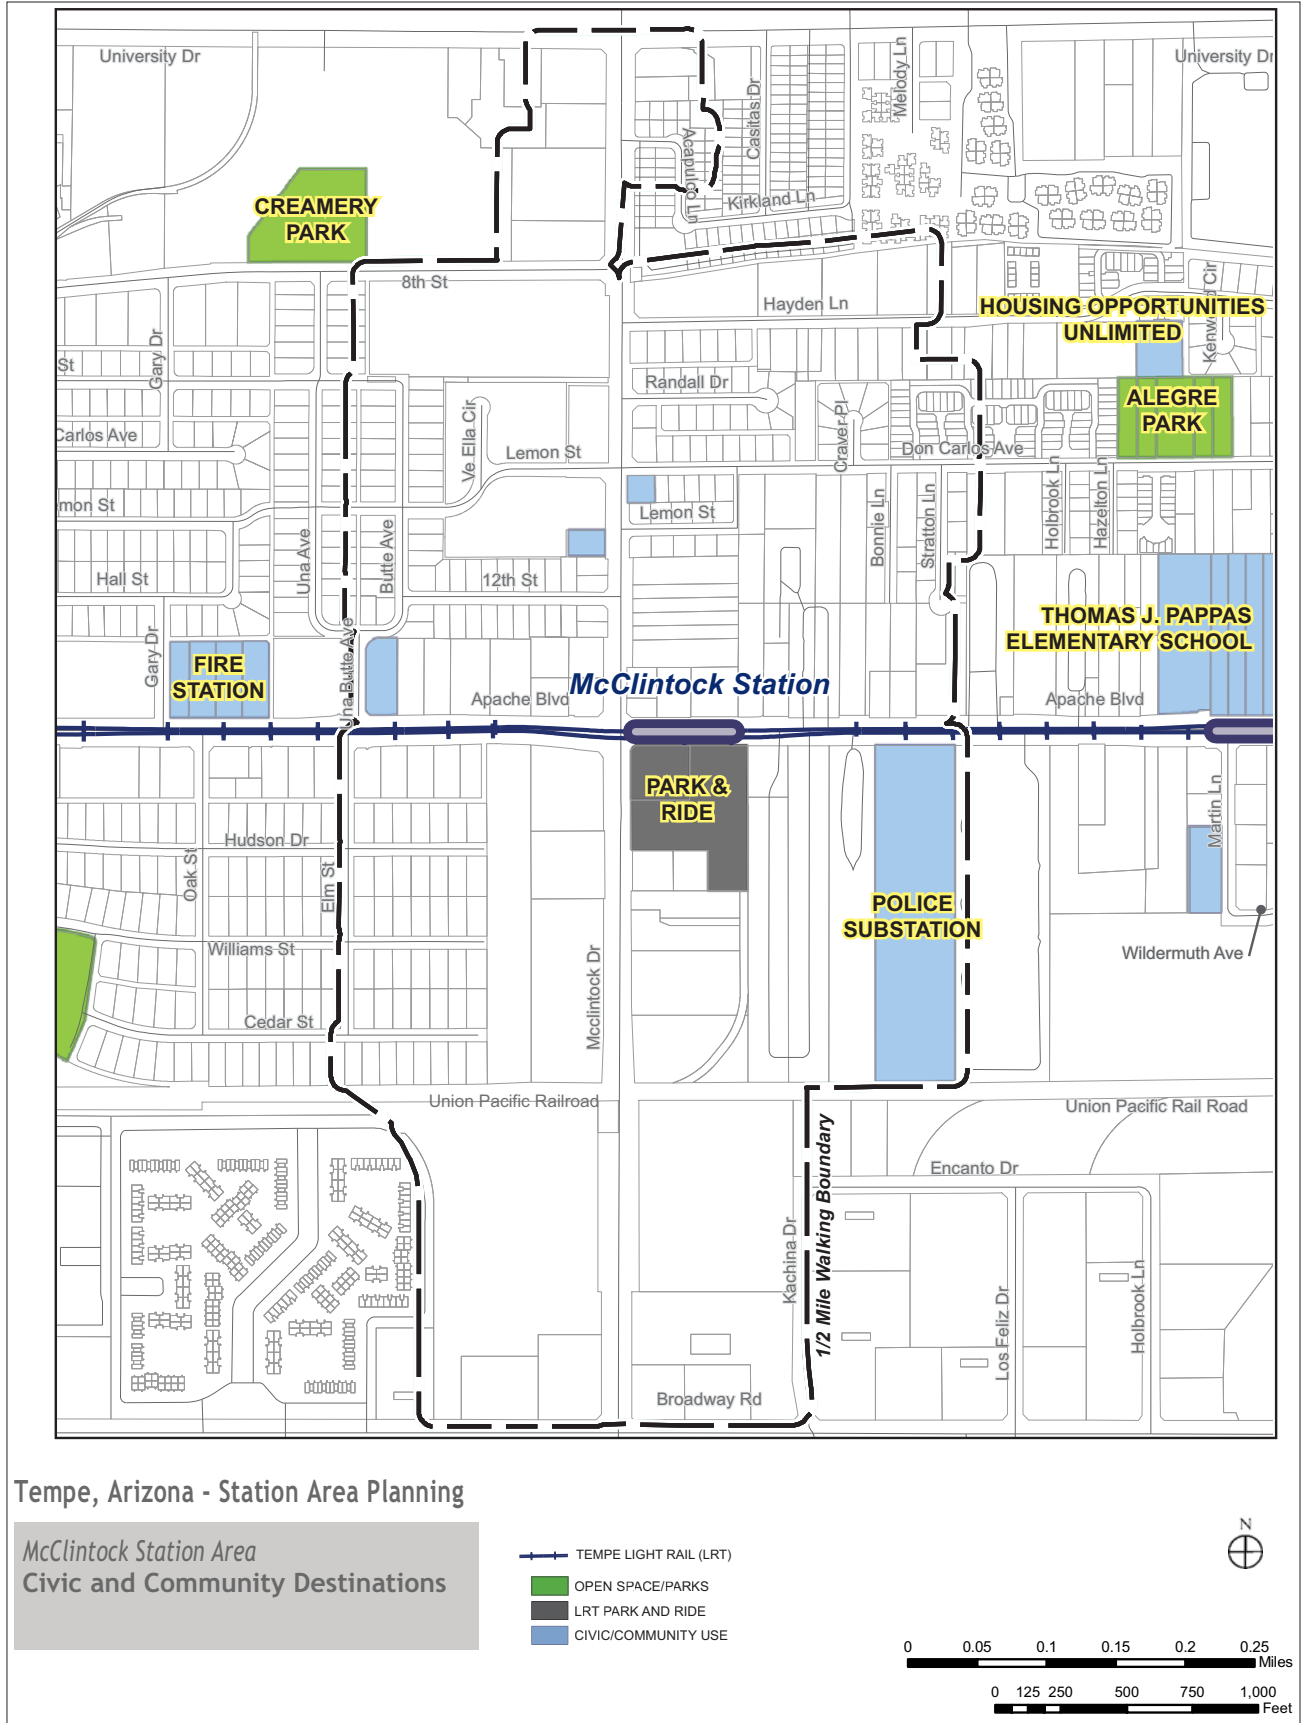 University Dr
University Dr
Melody Ln
Casitas Dr
Acapulco Ln
Kirkland Ln
CREAMERY
PARK
8th St
Hayden Ln
HOUSING OPPORTUNITIES
UNLIMITED
Kenw d Cir
Gary Dr
St
Randall Dr
ALEGRE
PARK
Carlos Ave
Ve Ella Cir
Lemon St
Craver Pl
Don Carlos Ave
mon St
Lemon St
Bonnie Ln
Stratton Ln
Holbrook Ln
Hazelton Ln
Una Ave
Butte Ave
Hall St
12th St
THOMAS J. PAPPAS
ELEMENTARY SCHOOL
Gary Dr
FIRE
STATION
Una Butte Ave
Apache Blvd
McClintock Station
Apache Blvd
PARK &
RIDE
Martin Ln
Hudson Dr
Oak St
Elm St
POLICE
SUBSTATION
Williams St
Mcclintock Dr
Wildermuth Ave
Cedar St
Union Pacific Railroad
Union Pacific Rail Road
1/2 Mile Walking Boundary
Encanto Dr
Kachina Dr
Los Feliz Dr
Holbrook Ln
Broadway Rd
Tempe, Arizona - Station Area Planning
McClintock Station Area
Civic and Community Destinations
TEMPE LIGHT RAIL (LRT)
OPEN SPACE/PARKS
LRT PARK AND RIDE
CIVIC/COMMUNITY USE
N
0 0.05 0.1 0.15 0.2 0.25
Miles
0 125 250 500 750 1,000
Feet